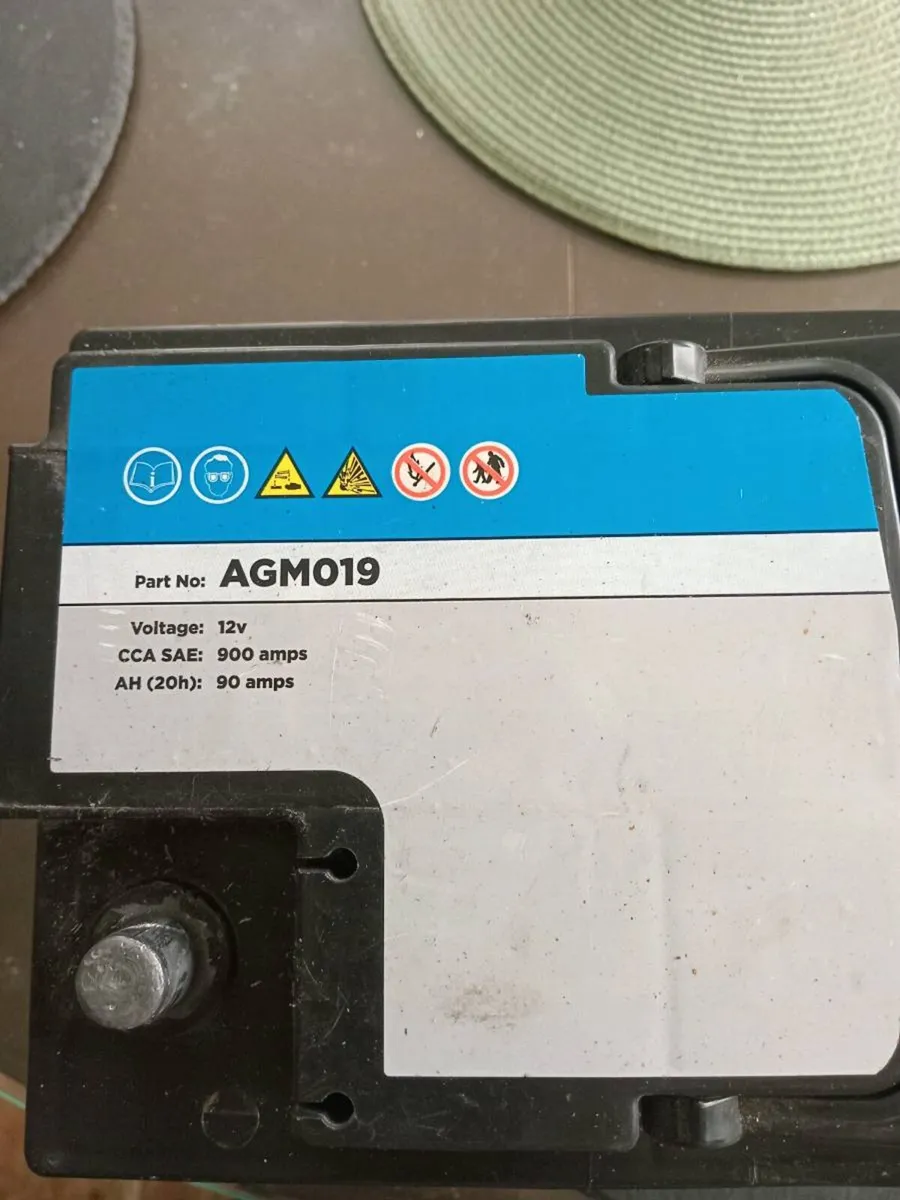 Part No: AGM019
Voltage: 12v
CCA SAE: 900 amps
AH (20h): 90 amps